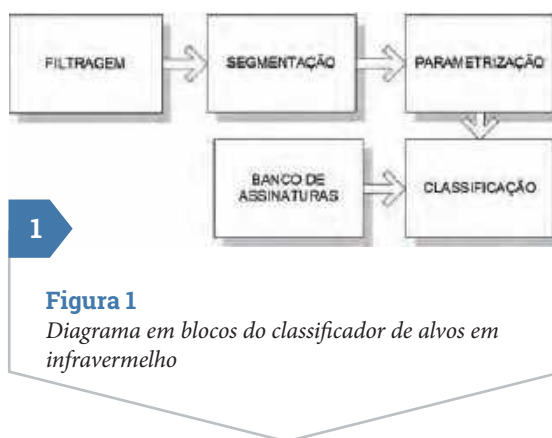 FILTRAGEM
SEGMENTAÇÃO
PARAMETRIZAÇÃO
BANCO DE
ASSINATURAS
CLASSIFICAÇÃO
1
Figura 1
Diagrama em blocos do classificador de alvos em
infravermelho